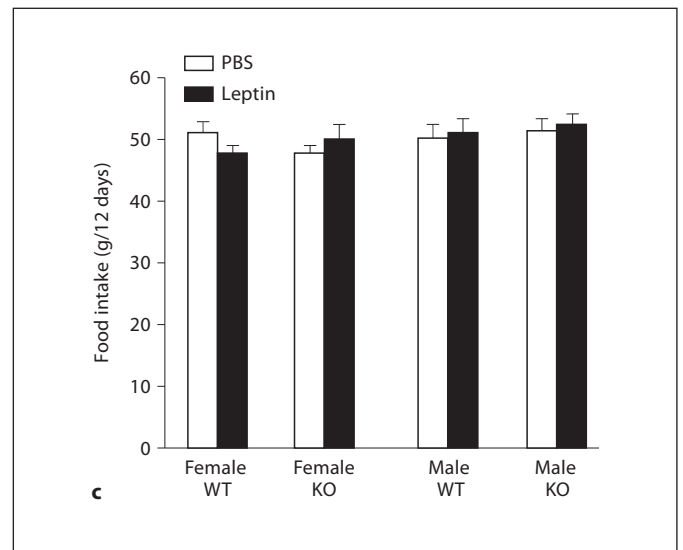 PBS
Leptin
60
50
40
30
20
10
0
Food intake (g/12 days)
Female
WT
Female
KO
Male
WT
Male
KO
c